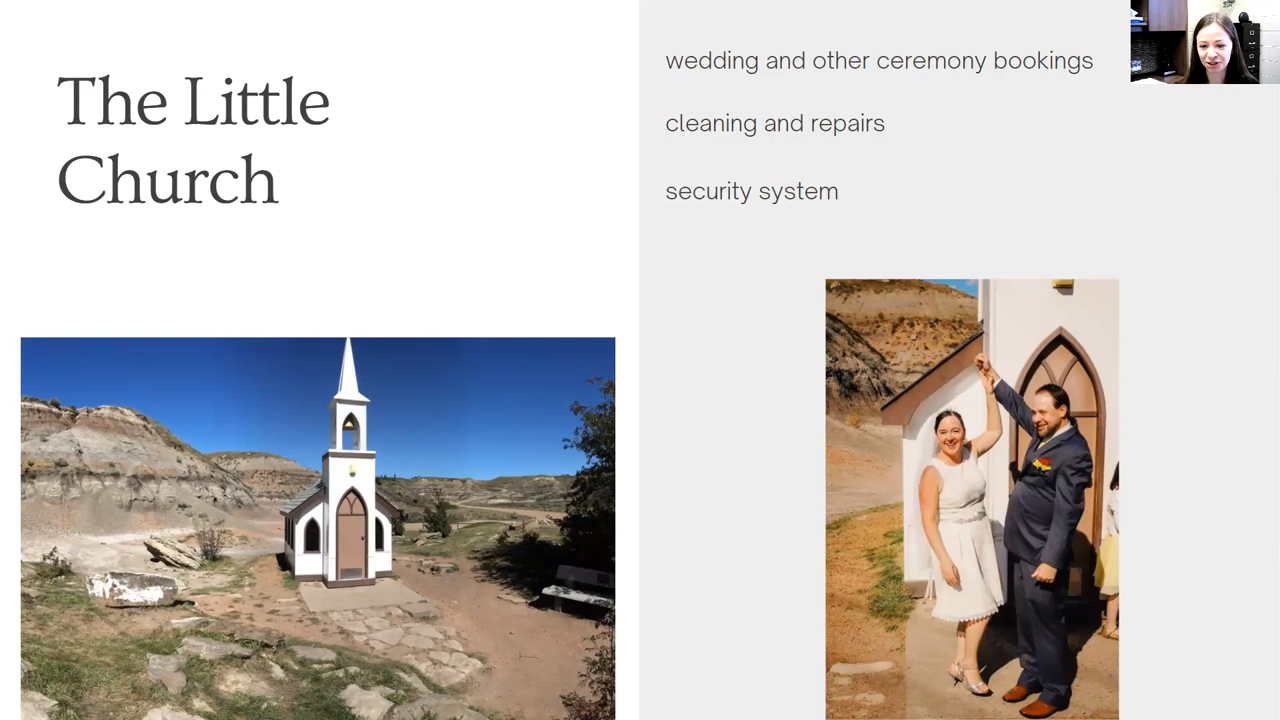 The Little
Church
wedding and other ceremony bookings
cleaning and repairs
security system